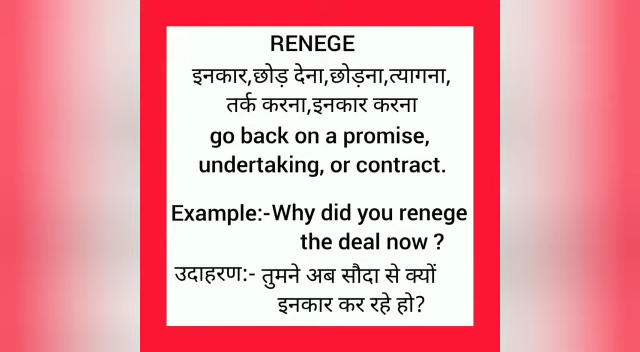 RENEGE
इनकार,छोड़ देना,छोड़ना,त्यागना,
तर्क करना,इनकार करना
go back on a promise,
undertaking, or contract.
Example:-Why did you renege
the deal now ?
उदाहरण:- तुमने अब सौदा से क्यों
इनकार कर रहे हो?